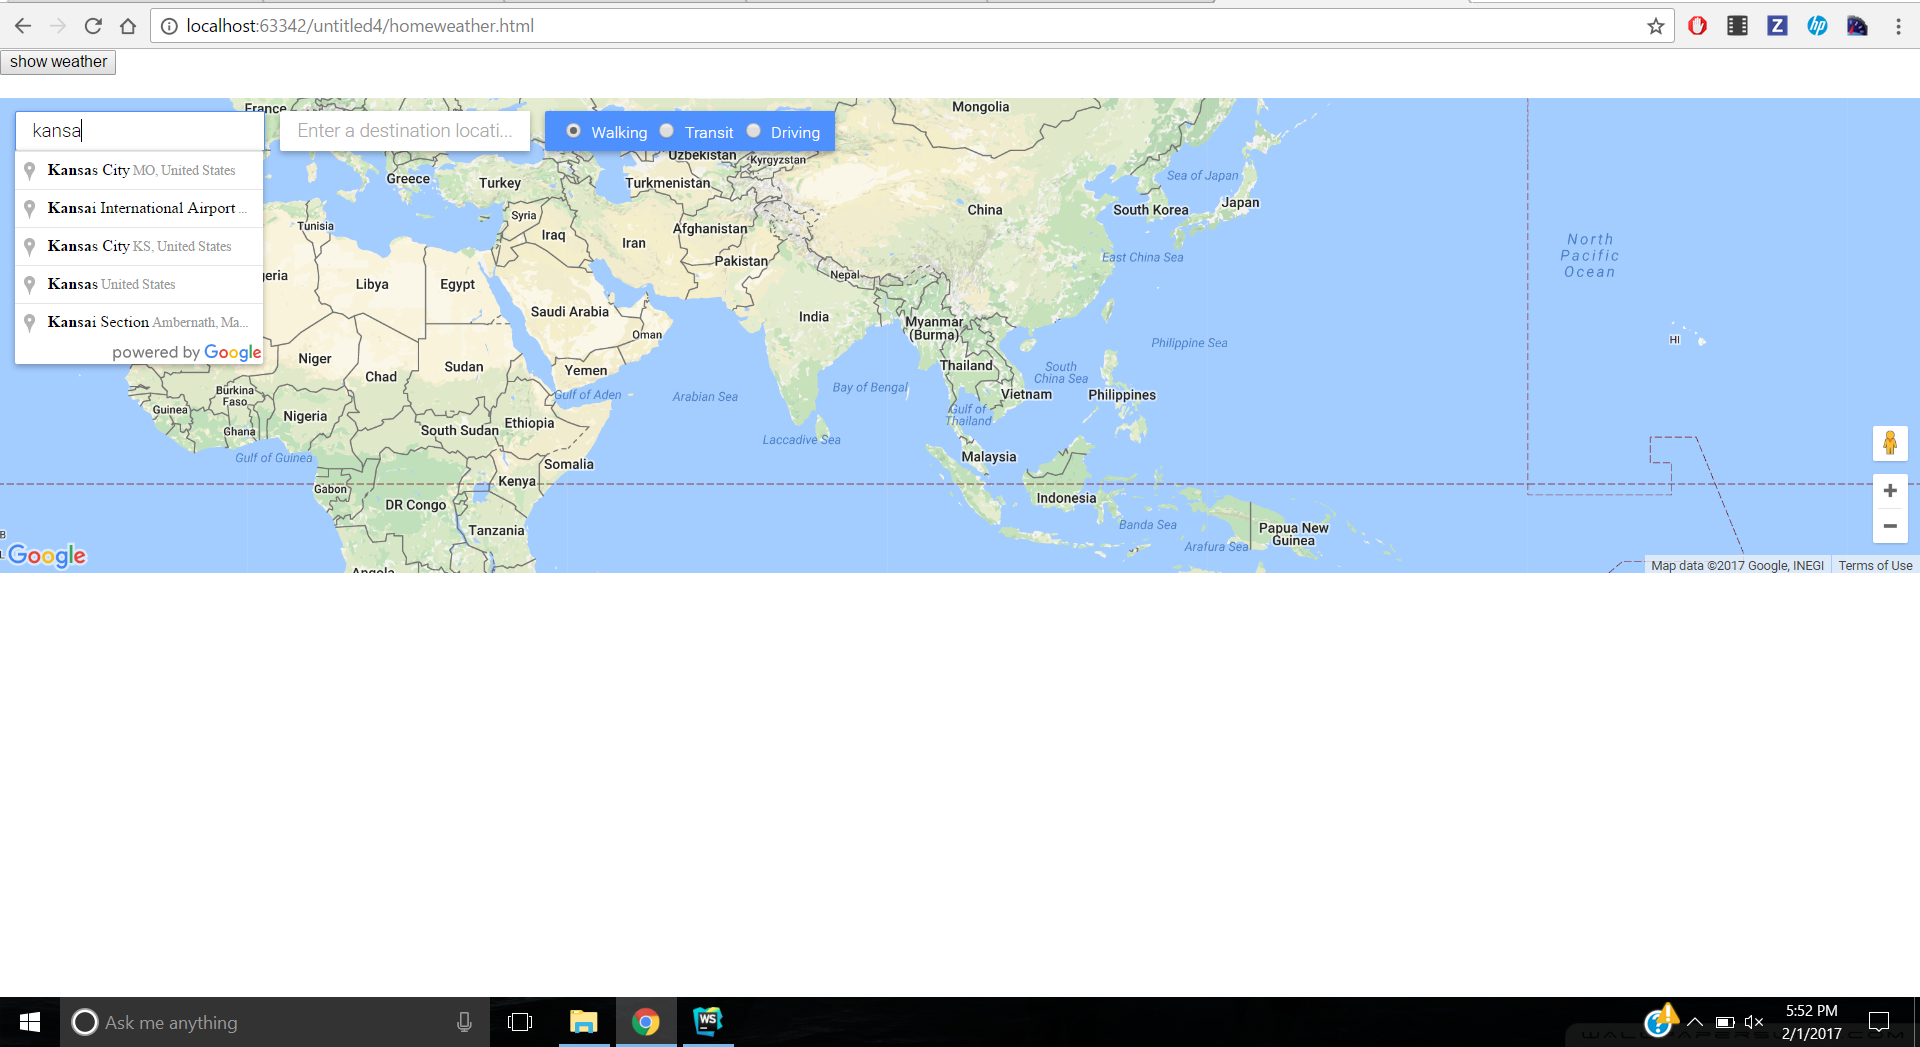 localhost:63342/untitled4/homeweather.html
show weather
kansa
Enter a destination locati...
Walking Transit Driving
Kansas City MO, United States
Kansai International Airport ...
Kansas City KS, United States
Kansas United States
Kansai Section Ambernath, Ma...
powered by Google
France
Mongolia
Uzbekistan
Kyrgyzstan
Greece
Turkey
Turkmenistan
Sea of Japan
China
South Korea
Japan
Tunisia
Syria
Iraq
Iran
Afghanistan
East China Sea
North
Pacific
Ocean
Pakistan
geria
Libya
Egypt
Nepal
Saudi Arabia
India
Myanmar
(Burma)
Oman
Philippine Sea
HI
Niger
Chad
Sudan
Yemen
Thailand
South
China Sea
Burkina
Faso
Gulf of Aden
Arabian Sea
Bay of Bengal
Vietnam
Philippines
Guinea
Nigeria
Gulf of
Thailand
Ghana
South Sudan
Ethiopia
Laccadive Sea
Gulf of Guinea
Somalia
Malaysia
Gabon
Kenya
Indonesia
DR Congo
Tanzania
Banda Sea
Papua New
Guinea
Arafura Sea
Angola
Google
Map data ©2017 Google, INEGI
Terms of Use
Ask me anything
WS
5:52 PM
2/1/2017